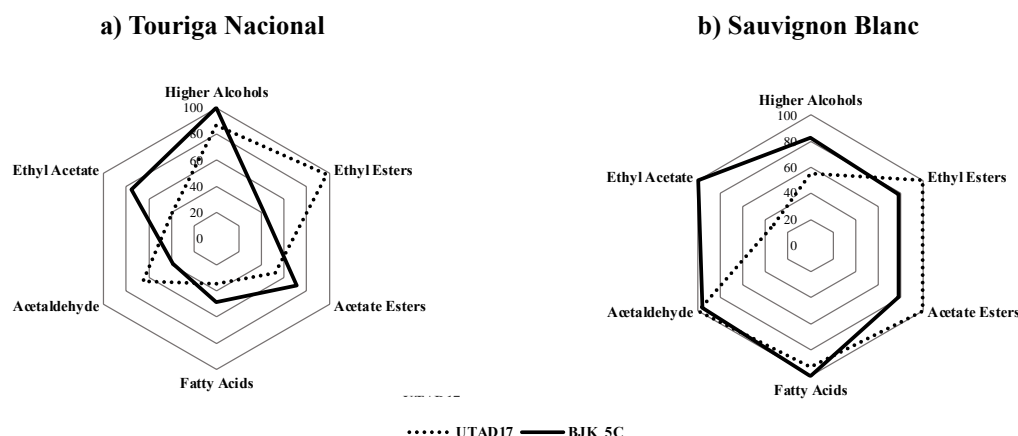 a) Touriga Nacional
Higher Alcohols
100
80
60
40
20
0
Ethyl Acetate
Ethyl Esters
Acetaldehyde
Acetate Esters
Fatty Acids
b) Sauvignon Blanc
Higher Alcohols
100
80
60
40
20
0
Ethyl Acetate
Ethyl Esters
Acetaldehyde
Acetate Esters
Fatty Acids
UTAD17 BJK_5C